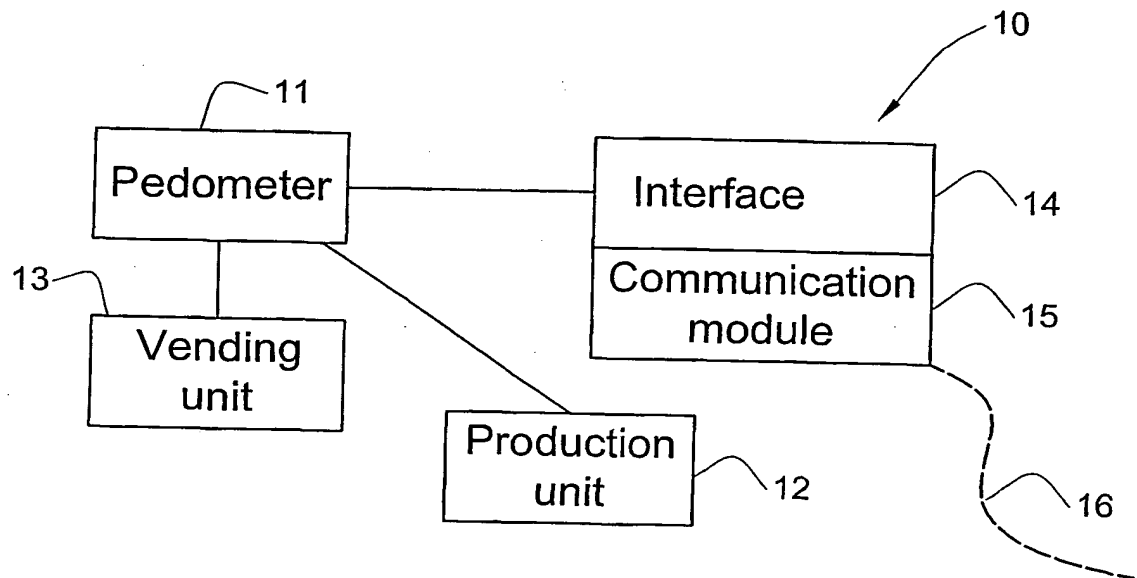 10
11
Pedometer
Interface
14
13
Communication
module
15
Vending
unit
Production
unit
12
16